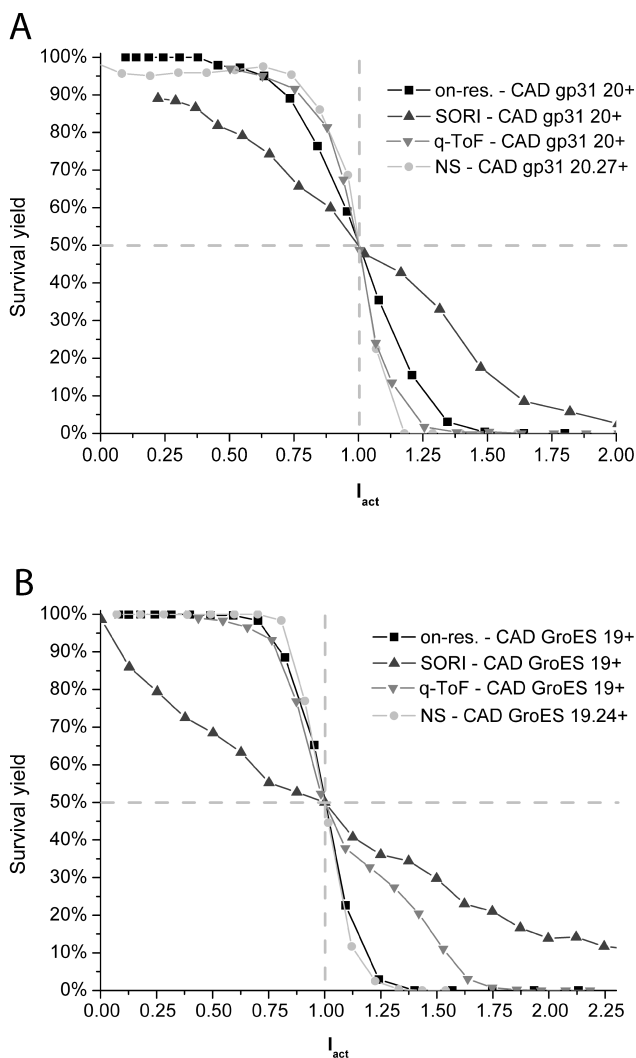 A
100%
90%
80%
70%
60%
50%
40%
30%
20%
10%
0%
Survival yield
on-res. - CAD gp31 20+
SORI - CAD gp31 20+
q-ToF - CAD gp31 20+
NS - CAD gp31 20.27+
0.00 0.25 0.50 0.75 1.00 1.25 1.50 1.75 2.00
Iact
B
100%
90%
80%
70%
60%
50%
40%
30%
20%
10%
0%
Survival yield
on-res. - CAD GroES 19+
SORI - CAD GroES 19+
q-ToF - CAD GroES 19+
NS - CAD GroES 19.24+
0.00 0.25 0.50 0.75 1.00 1.25 1.50 1.75 2.00 2.25
Iact